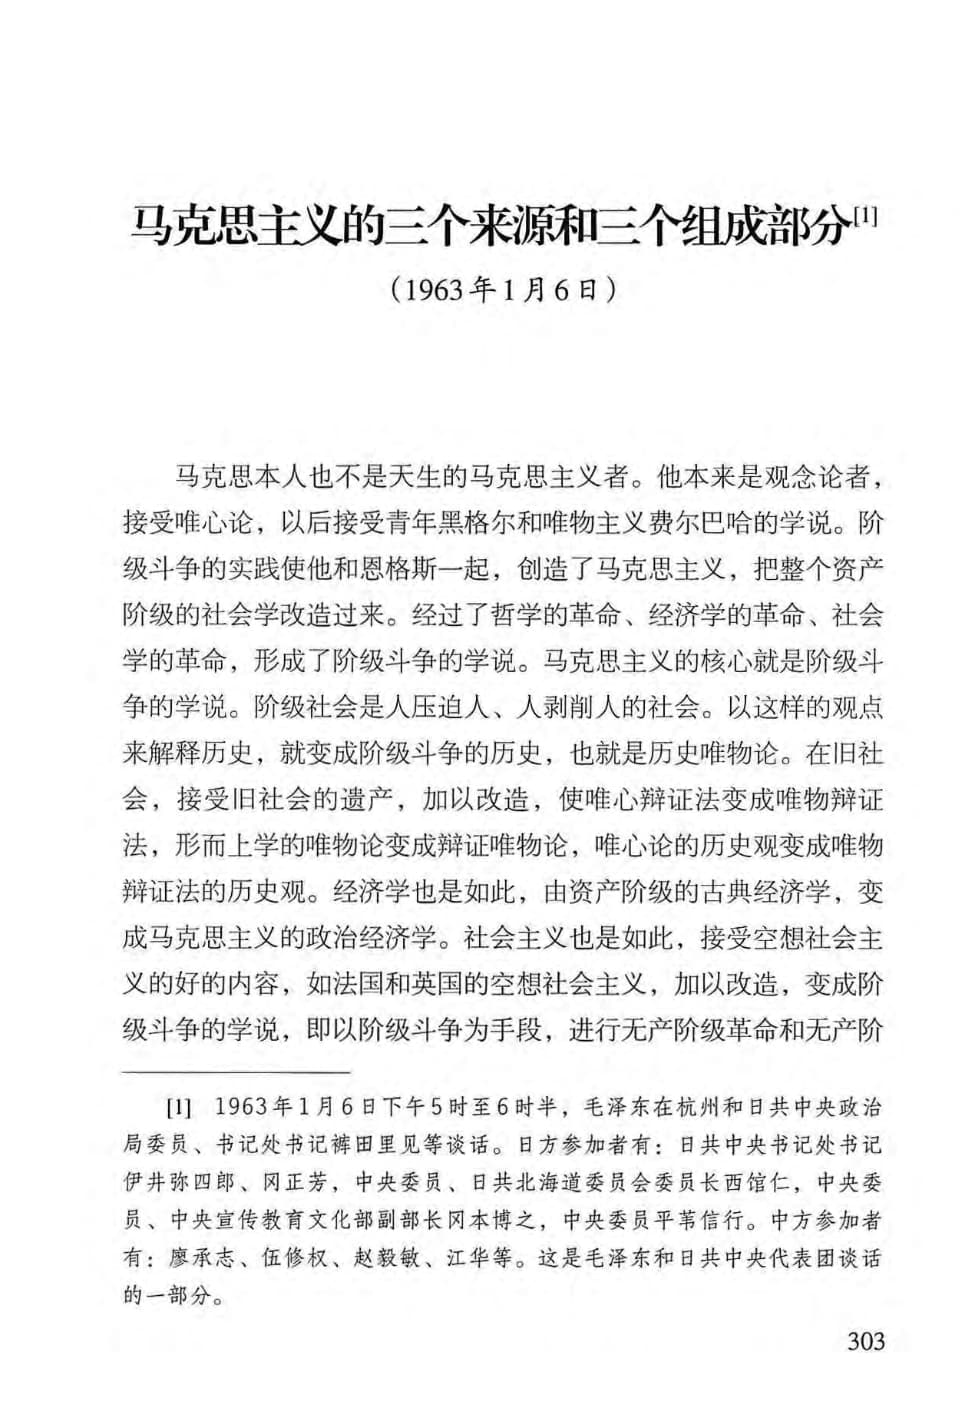 马克思主义的三个来源和三个组成部分[1]
（1963年1月6日）
马克思本人也不是天生的马克思主义者。他本来是观念论者，
接受唯心论，以后接受青年黑格尔和唯物主义费尔巴哈的学说。阶
级斗争的实践使他和恩格斯一起，创造了马克思主义，把整个资产
阶级的社会学改造过来。经过了哲学的革命、经济学的革命、社会
学的革命，形成了阶级斗争的学说。马克思主义的核心就是阶级斗
争的学说。阶级社会是人压迫人、人剥削人的社会。以这样的观点
来解释历史，就变成阶级斗争的历史，也就是历史唯物论。在旧社
会，接受旧社会的遗产，加以改造，使唯心辩证法变成唯物辩证
法，形而上学的唯物论变成辩证唯物论，唯心论的历史观变成唯物
辩证法的历史观。经济学也是如此，由资产阶级的古典经济学，变
成马克思主义的政治经济学。社会主义也是如此，接受空想社会主
义的好的内容，如法国和英国的空想社会主义，加以改造，变成阶
级斗争的学说，即以阶级斗争为手段，进行无产阶级革命和无产阶
[1] 1963年1月6日下午5时至6时半，毛泽东在杭州和日共中央政治
局委员、书记处书记裤田里见等谈话。日方参加者有：日共中央书记处书记
伊井弥四郎、冈正芳，中央委员、日共北海道委员会委员长西馆仁，中央委
员、中央宣传教育文化部副部长冈本博之，中央委员平苇信行。中方参加者
有：廖承志、伍修权、赵毅敏、江华等。这是毛泽东和日共中央代表团谈话
的一部分。
303